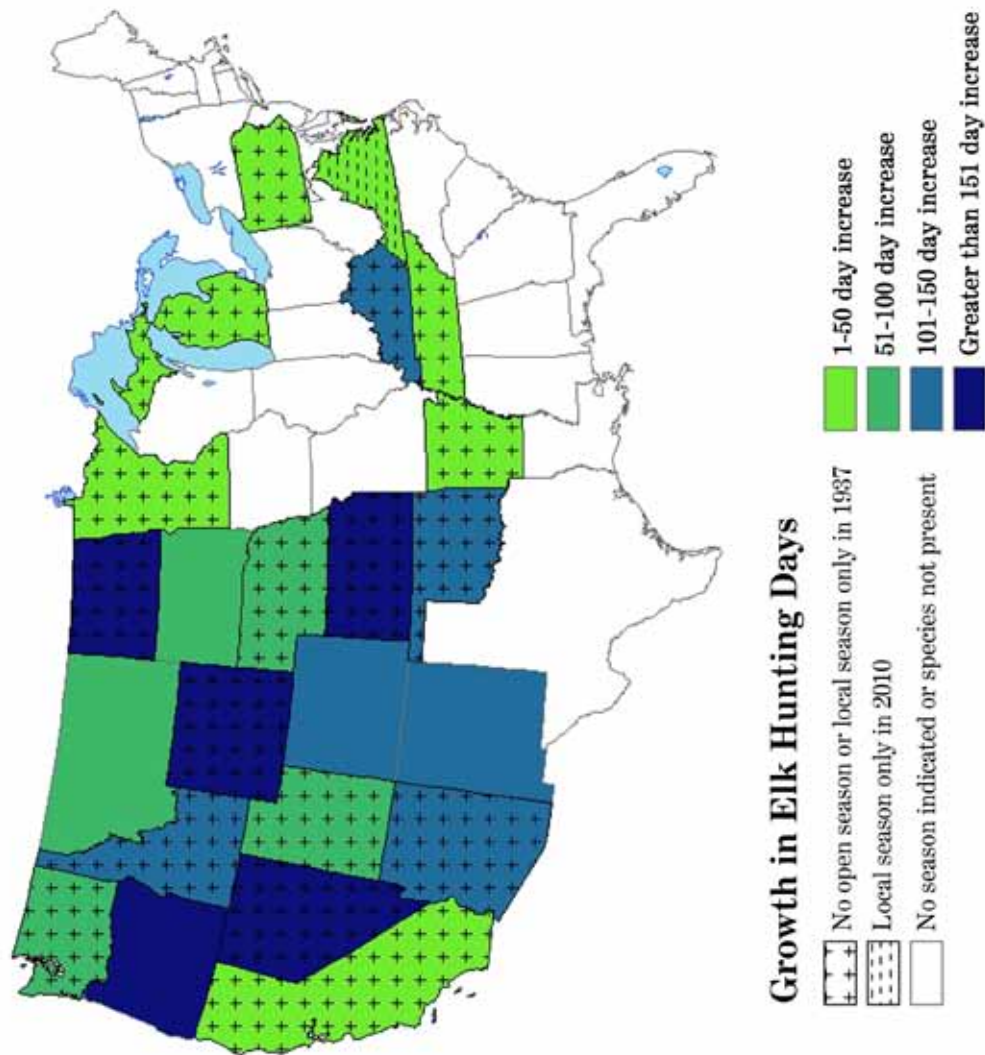 Growth in Elk Hunting Days
No open season or local season only in 1937
Local season only in 2010
No season indicated or species not present
1-50 day increase
51-100 day increase
101-150 day increase
Greater than 151 day increase